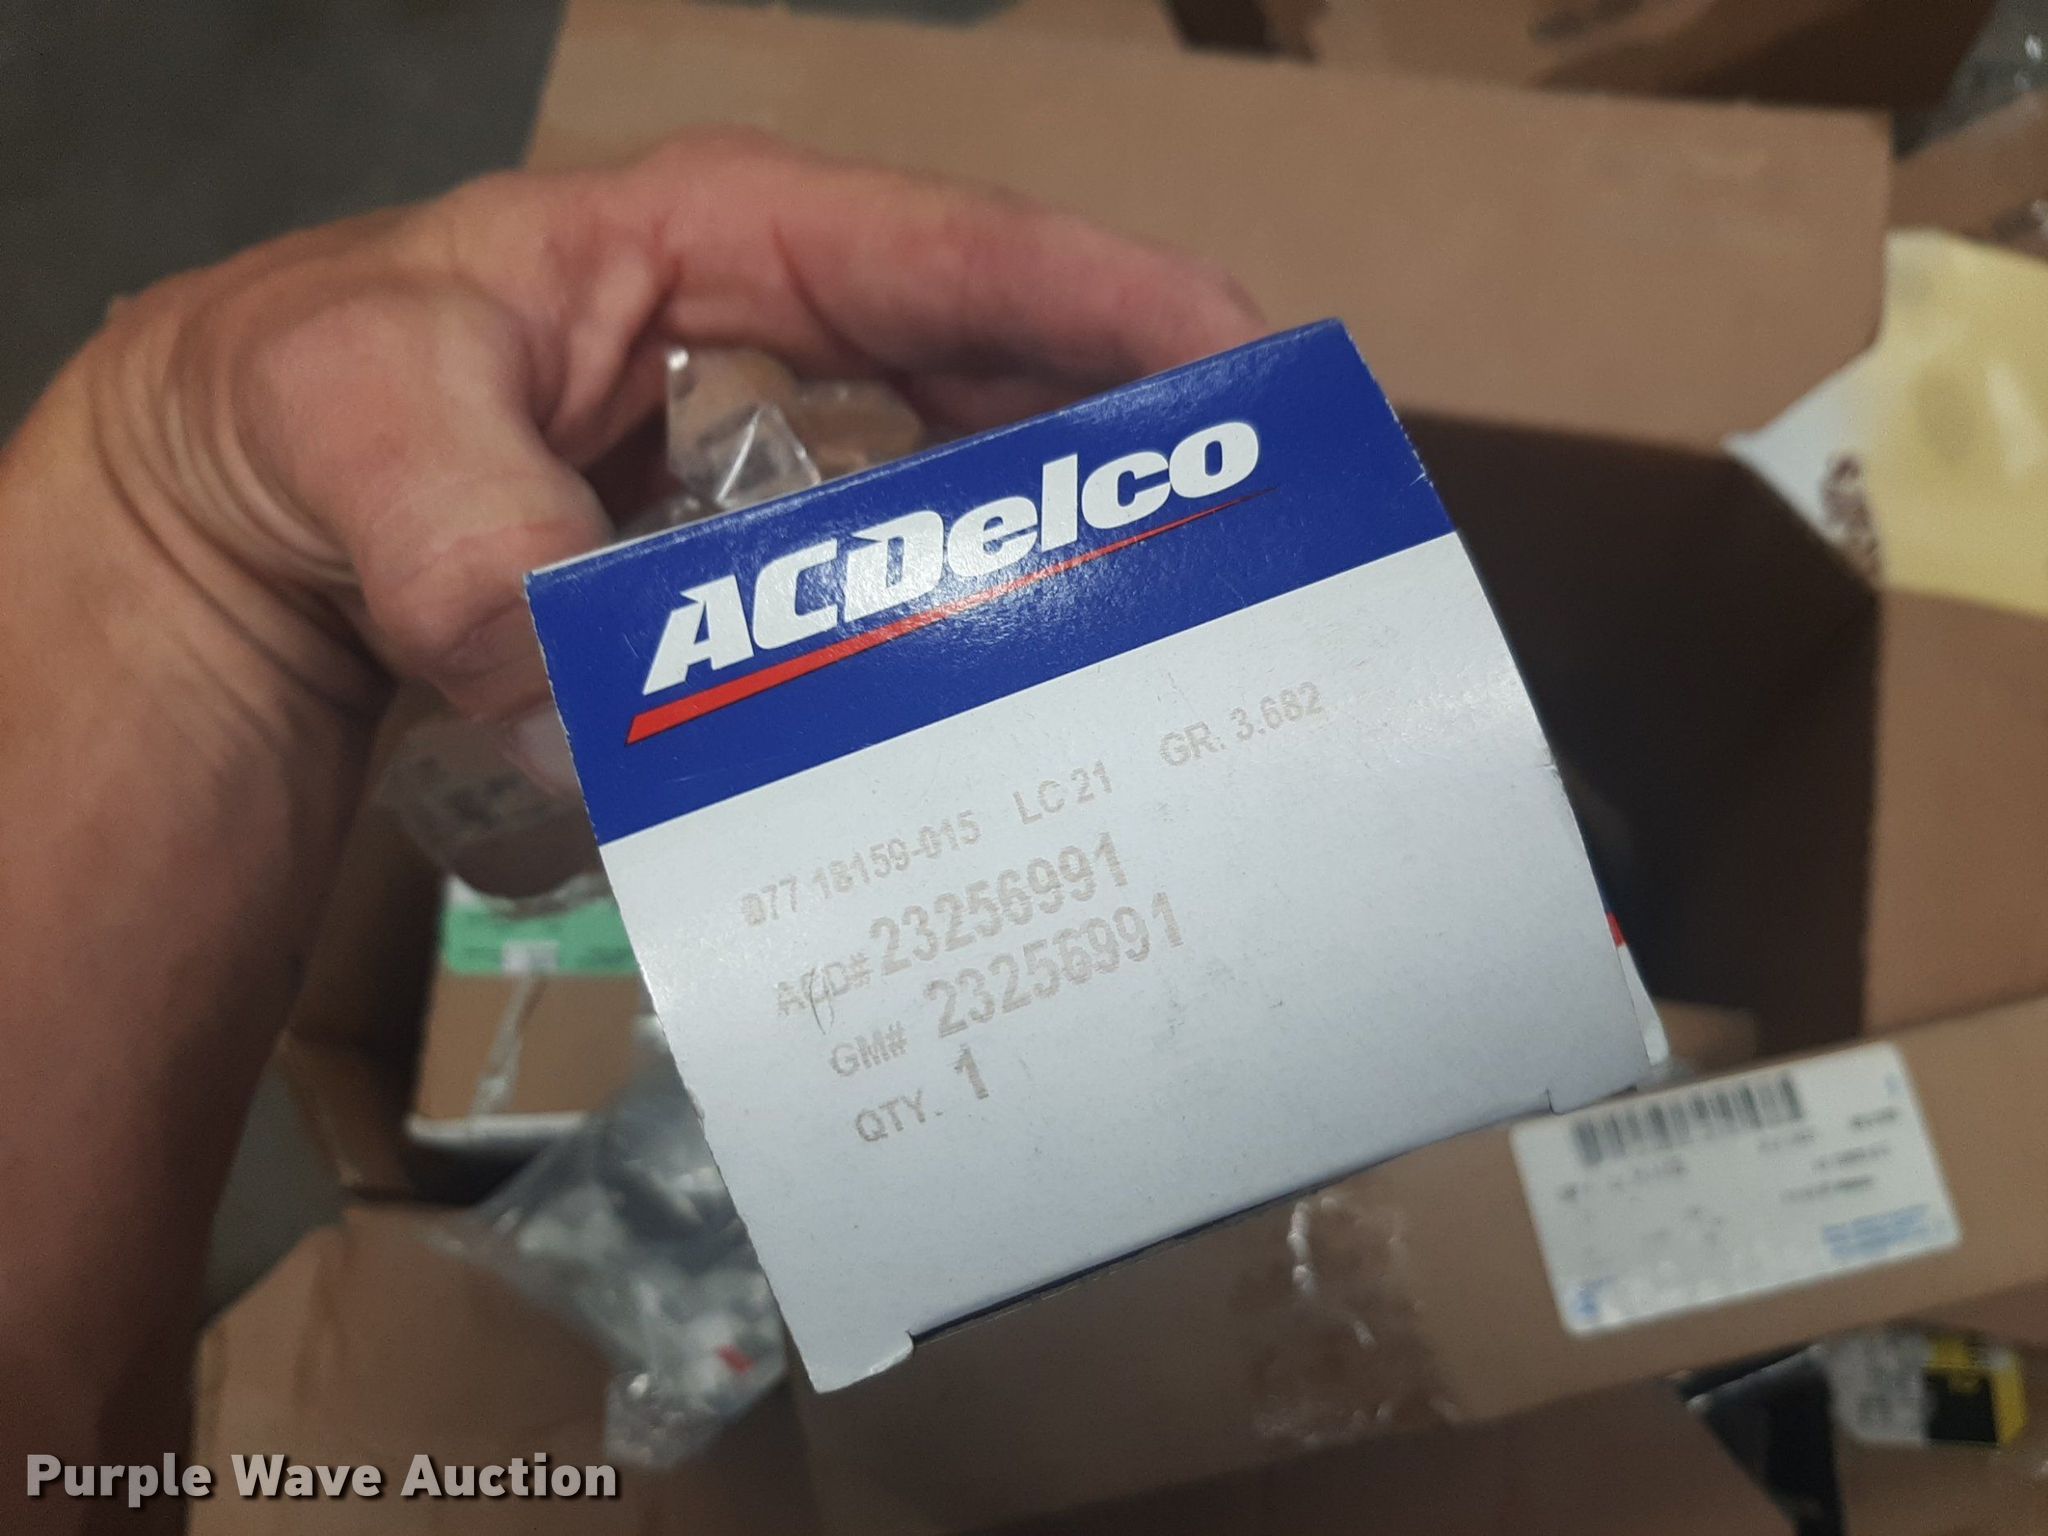 ACDelco
077 18159-015 LC 21 GR. 3.682
ACD# 23256991
GM# 23256991
QTY. 1
Purple Wave Auction